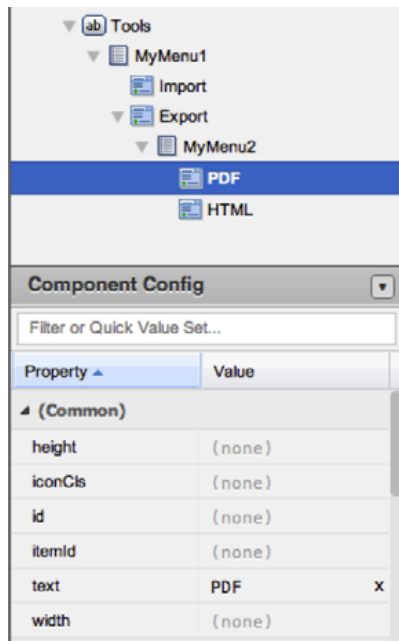 ab Tools
MyMenu1
Import
Export
MyMenu2
PDF
HTML
Component Config
Filter or Quick Value Set...
Property Value
(Common)
height (none)
iconCls (none)
id (none)
itemId (none)
text PDF x
width (none)